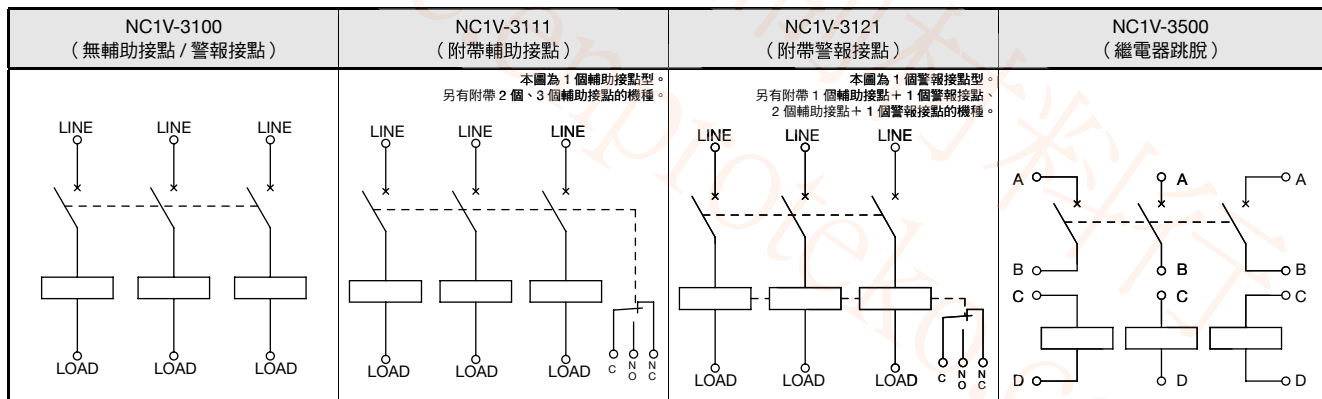 NC1V-3100
(無輔助接點 / 警報接點)
NC1V-3111
(附帶輔助接點)
NC1V-3121
(附帶警報接點)
NC1V-3500
(繼電器跳脫)
LINE LINE LINE
LOAD LOAD LOAD
本圖為 1 個輔助接點型。
另有附帶 2 個、3 個輔助接點的機種。
LINE LINE LINE
C NO NC
LOAD LOAD LOAD
本圖為 1 個警報接點型。
另有附帶 1 個輔助接點+ 1 個警報接點、
2 個輔助接點+ 1 個警報接點的機種。
LINE LINE LINE
C NO NC
LOAD LOAD LOAD
A A A
B B B
C C C
D D D